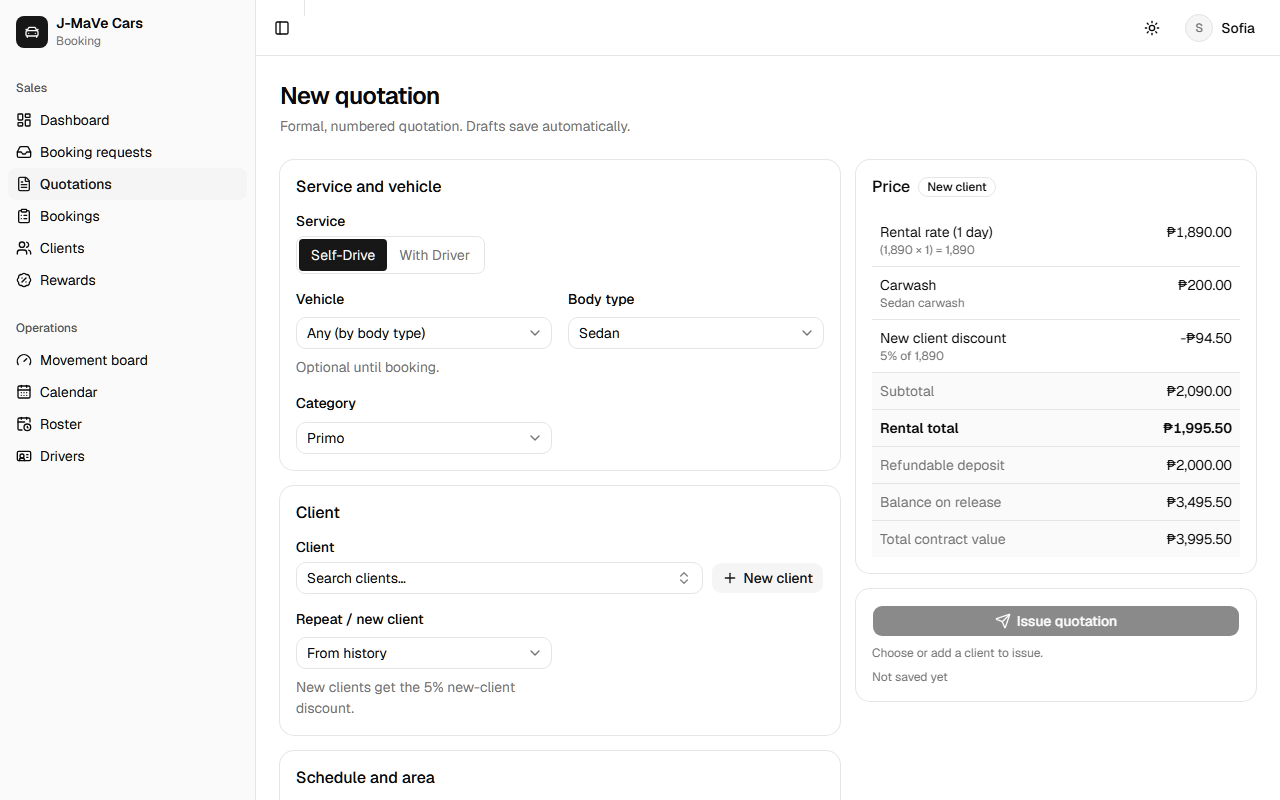 J-MaVe Cars
Booking
Sales
Dashboard
Booking requests
Quotations
Bookings
Clients
Rewards
Operations
Movement board
Calendar
Roster
Drivers
S
Sofia
New quotation
Formal, numbered quotation. Drafts save automatically.
Service and vehicle
Service
Self-Drive
With Driver
Vehicle
Body type
Any (by body type)
Sedan
Optional until booking.
Category
Primo
Client
Client
Search clients...
New client
Repeat / new client
From history
New clients get the 5% new-client
discount.
Schedule and area
Price
New client
Rental rate (1 day) ₱1,890.00
(1,890 × 1) = 1,890
Carwash ₱200.00
Sedan carwash
New client discount -₱94.50
5% of 1,890
Subtotal ₱2,090.00
Rental total ₱1,995.50
Refundable deposit ₱2,000.00
Balance on release ₱3,495.50
Total contract value ₱3,995.50
Issue quotation
Choose or add a client to issue.
Not saved yet